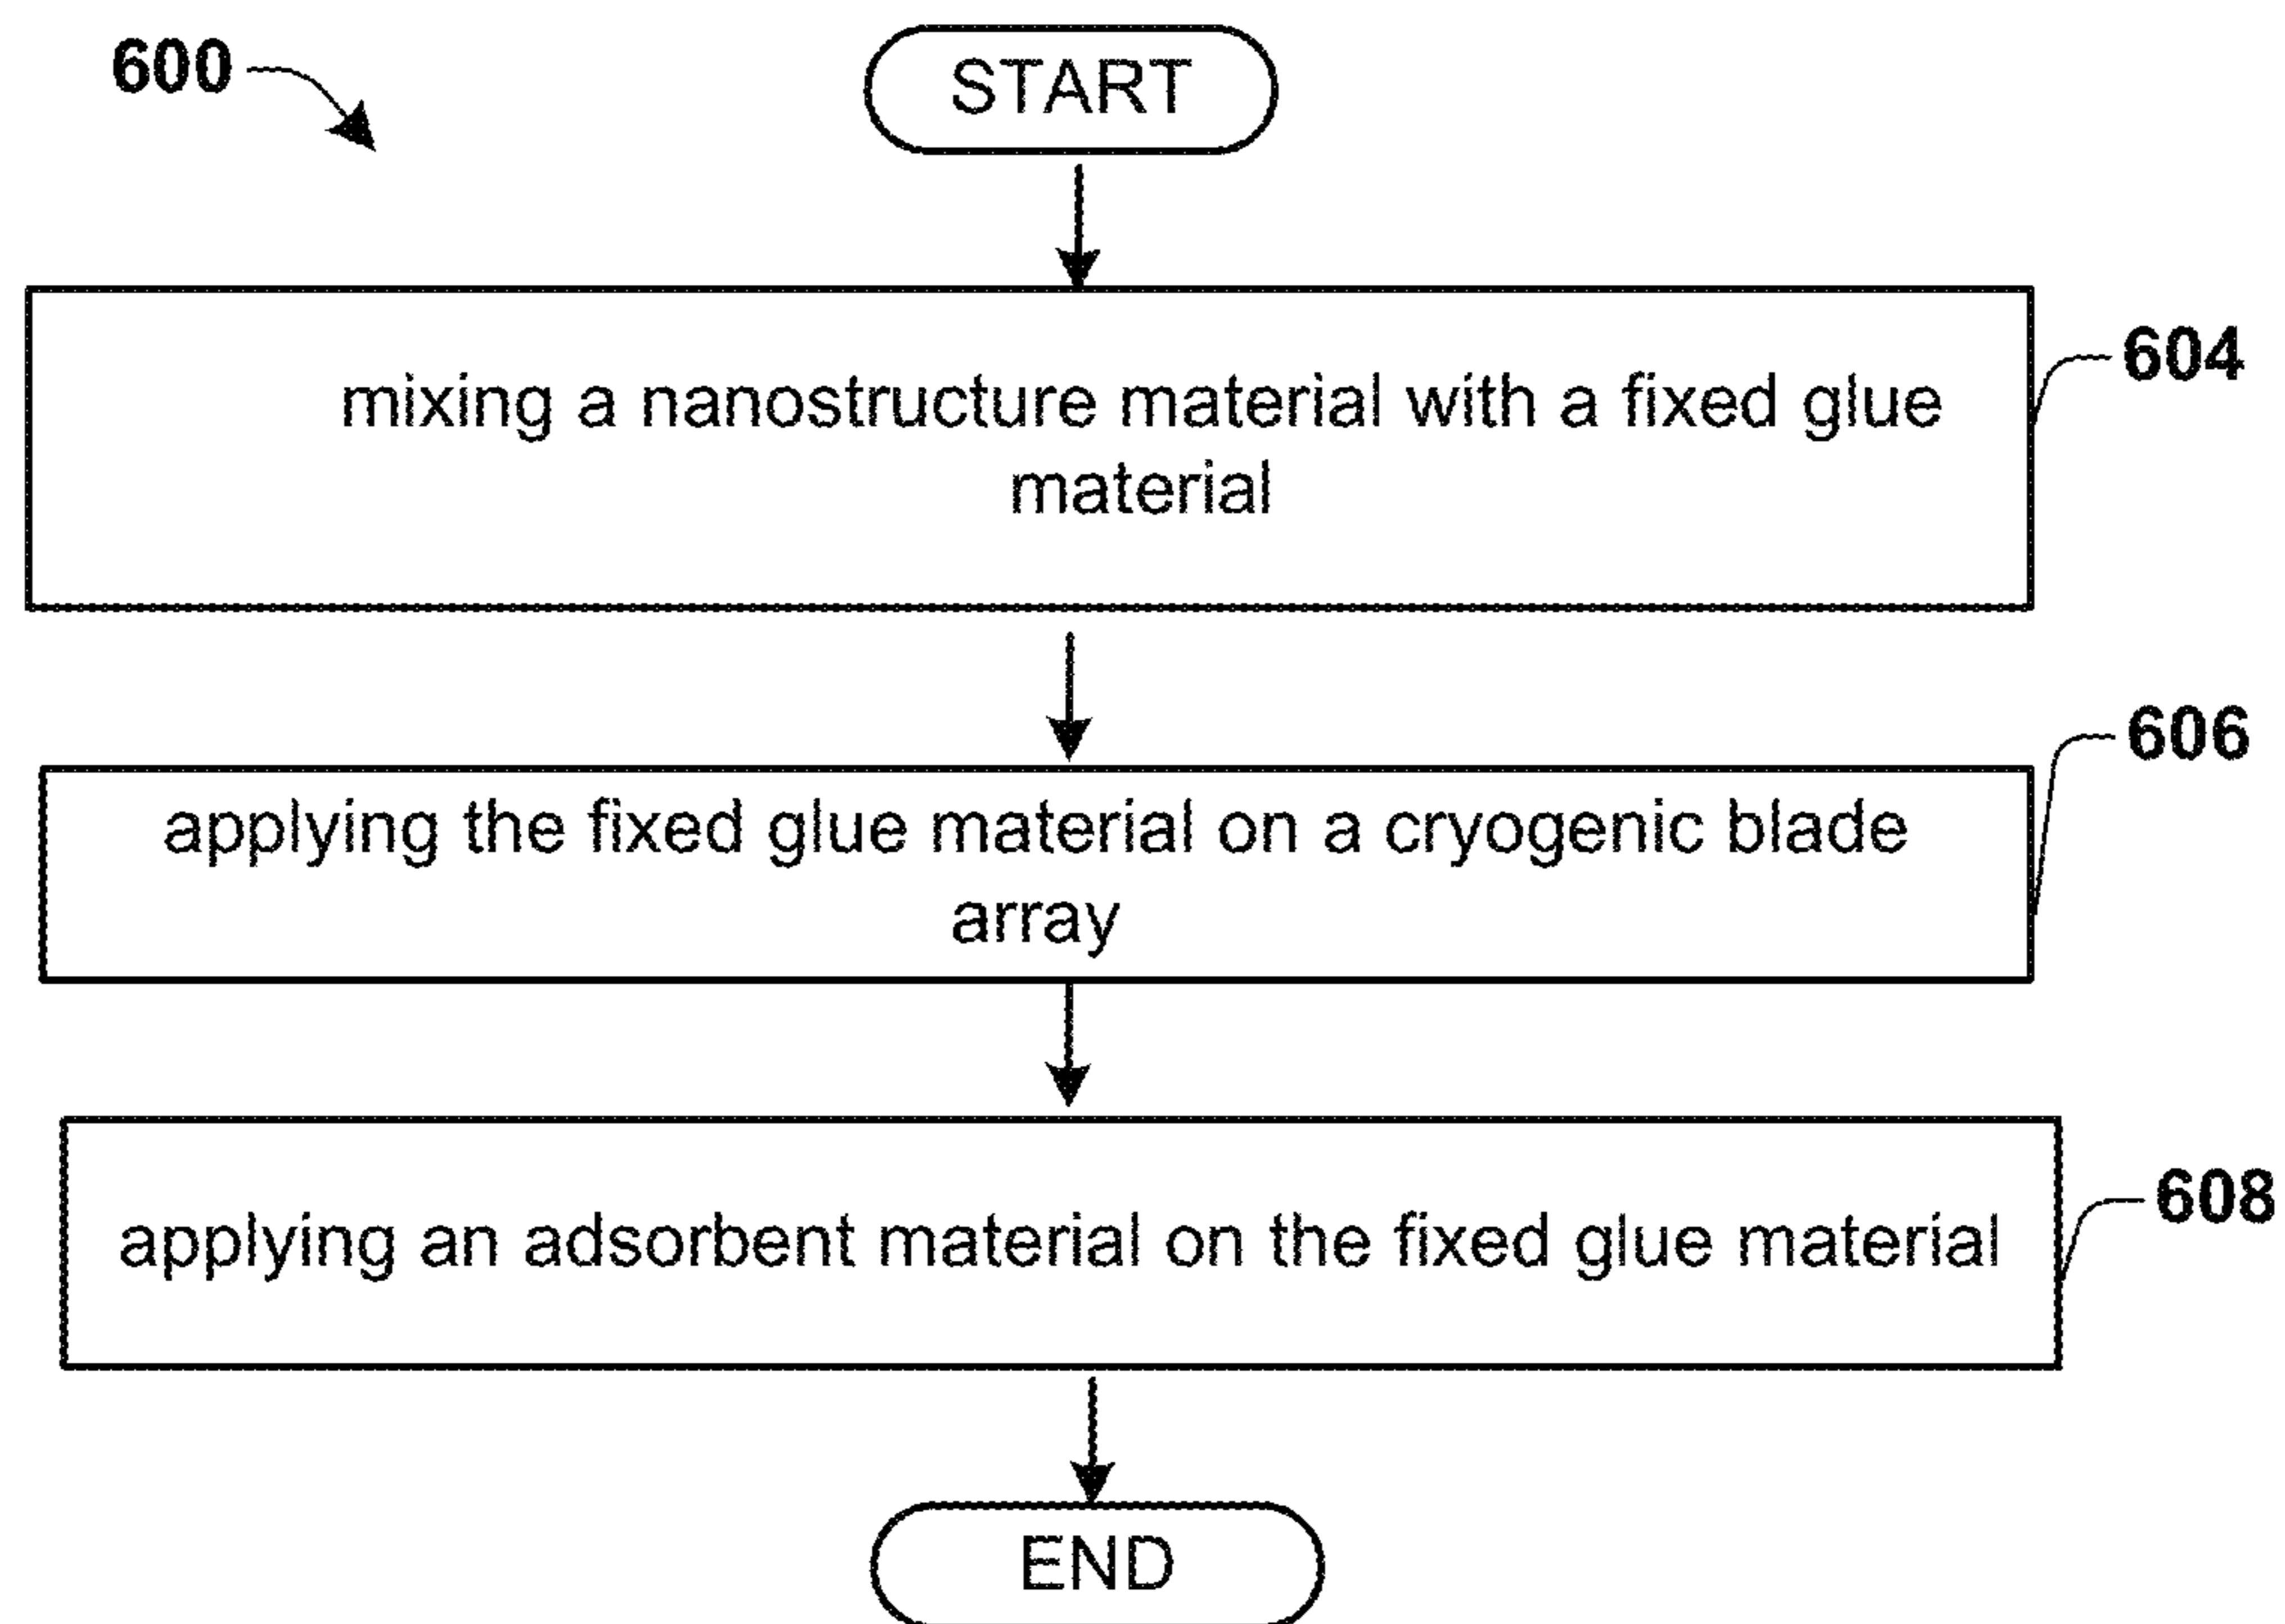 600
START
mixing a nanostructure material with a fixed glue
material
604
606
applying the fixed glue material on a cryogenic blade
array
applying an adsorbent material on the fixed glue material
608
END